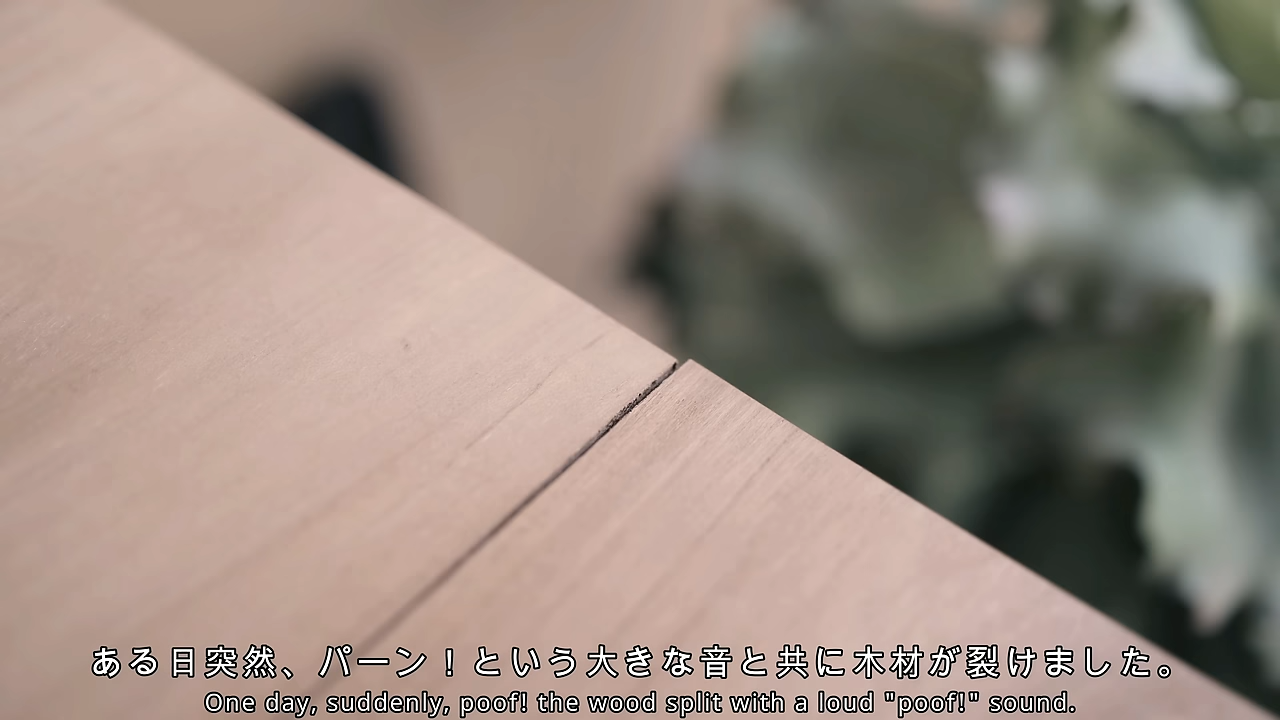 ある日突然、パーン！という大きな音と共に木材が裂けました。
One day, suddenly, poof! the wood split with a loud "poof!" sound.